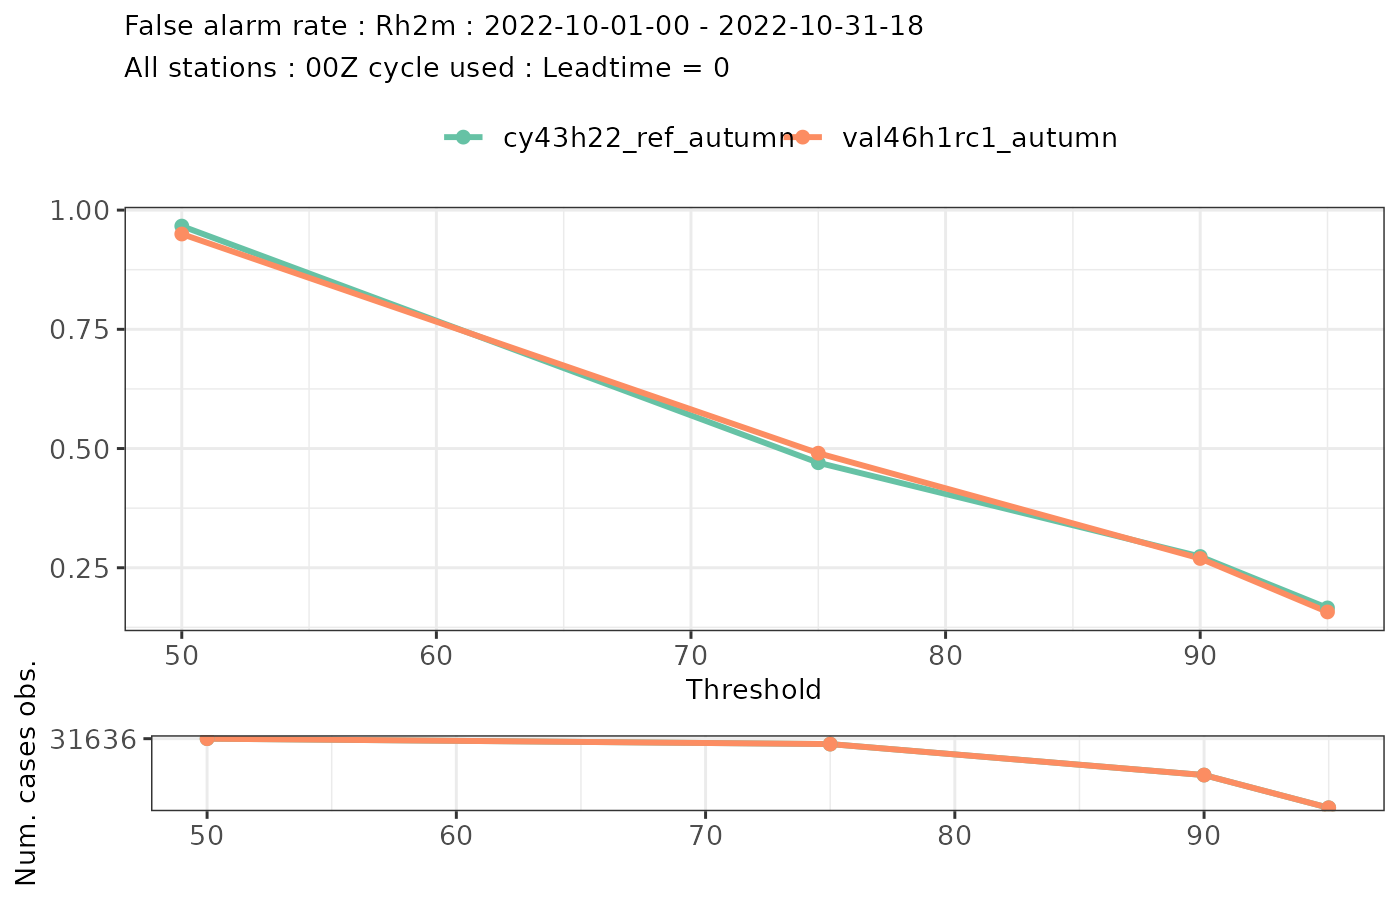 False alarm rate : Rh2m : 2022-10-01-00 - 2022-10-31-18
All stations : 00Z cycle used : Leadtime = 0
cy43h22_ref_autumn val46h1rc1_autumn
1.00
0.75
0.50
0.25
50 60 70 80 90
Threshold
Num. cases obs.
31636
50 60 70 80 90